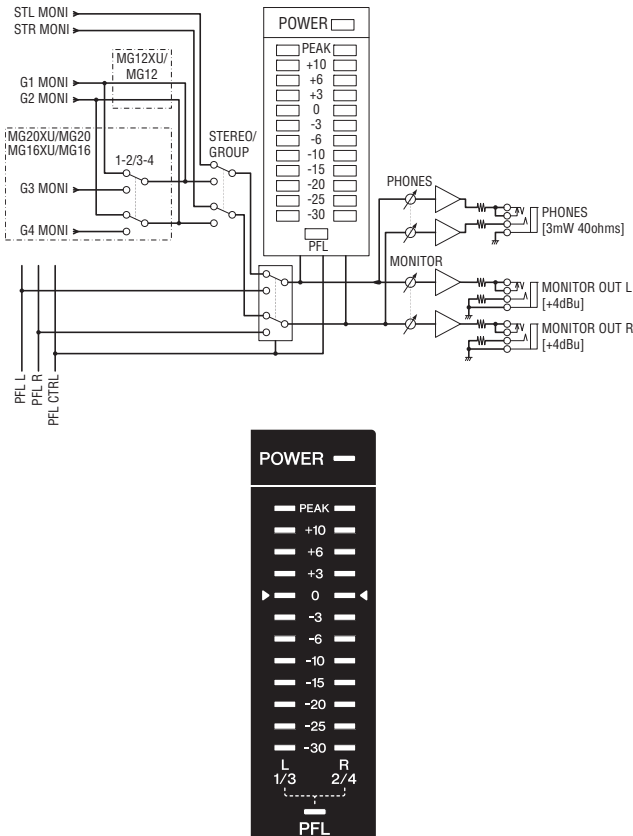 STL MONI
STR MONI
MG12XU/
MG12
G1 MONI
G2 MONI
MG20XU/MG20
MG16XU/MG16
1-2/3-4
STEREO/
GROUP
G3 MONI
G4 MONI
PFL L
PFL R
PFL CTRL
POWER
PEAK
+10
+6
+3
0
-3
-6
-10
-15
-20
-25
-30
PFL
PHONES
MONITOR
PHONES
[3mW 40ohms]
MONITOR OUT L
[+4dBu]
MONITOR OUT R
[+4dBu]
POWER
PEAK
+10
+6
+3
0
-3
-6
-10
-15
-20
-25
-30
L R
1/3 2/4
PFL